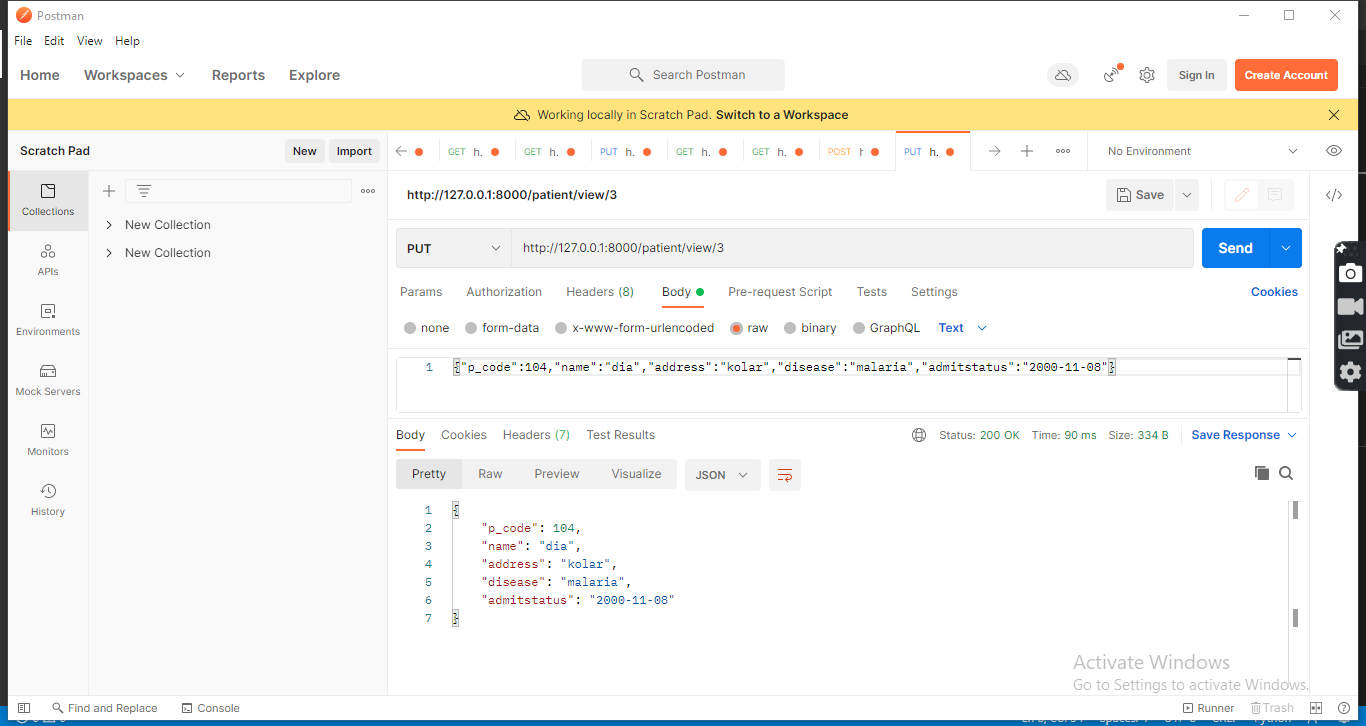 Postman
File Edit View Help
Home Workspaces Reports Explore Search Postman Sign In Create Account
Working locally in Scratch Pad. Switch to a Workspace
Scratch Pad New Import
GET h. GET h. PUT h. GET h. GET h. POST h PUT h. No Environment
http://127.0.0.1:8000/patient/view/3 Save
Collections
New Collection
New Collection
APIs
Environments
Mock Servers
Monitors
History
PUT http://127.0.0.1:8000/patient/view/3 Send
Params Authorization Headers (8) Body Pre-request Script Tests Settings Cookies
none form-data x-www-form-urlencoded raw binary GraphQL Text
1 {"p_code":104,"name":"dia","address":"kolar","disease":"malaria","admitstatus":"2000-11-08"}
Body Cookies Headers (7) Test Results Status: 200 OK Time: 90 ms Size: 334 B Save Response
Pretty Raw Preview Visualize JSON
1 {
2 "p_code": 104,
3 "name": "dia",
4 "address": "kolar",
5 "disease": "malaria",
6 "admitstatus": "2000-11-08"
7 }
Activate Windows
Go to Settings to activate Windows.
Find and Replace Console Runner Trash